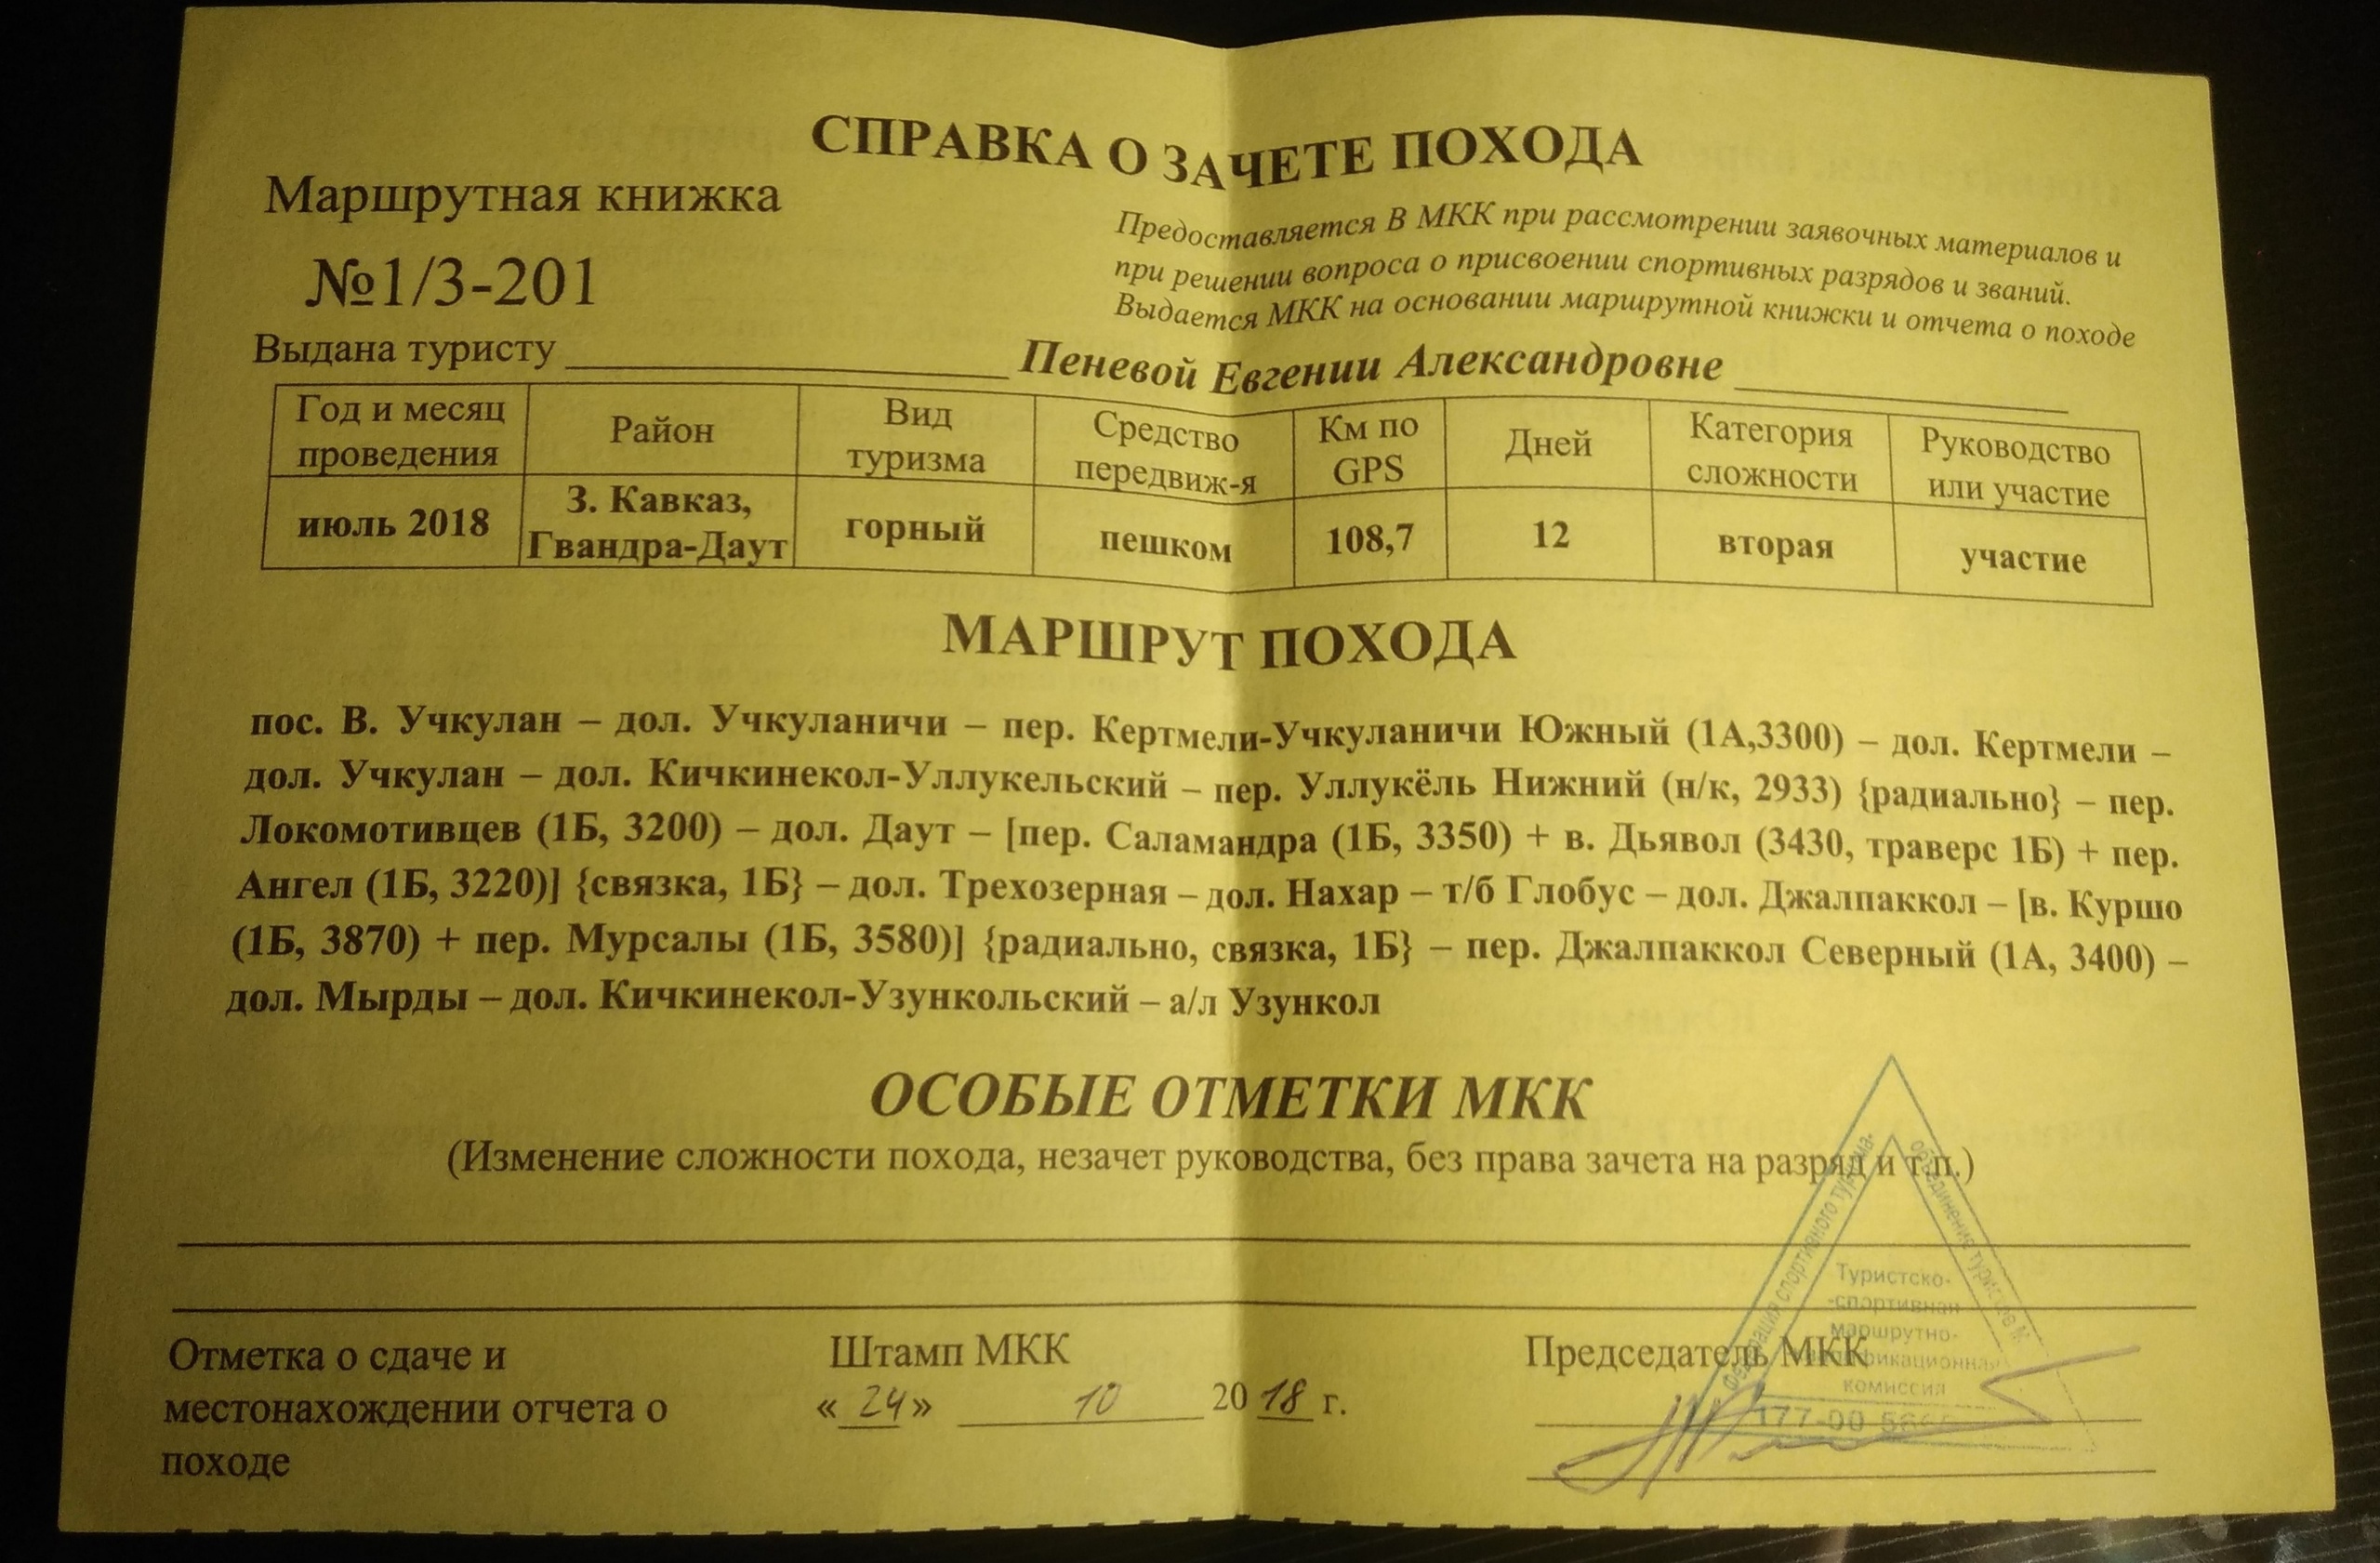 СПРАВКА О ЗАЧЕТЕ ПОХОДА
Маршрутная книжка
№1/3-201
Предоставляется В МКК при рассмотрении заявочных материалов и
при решении вопроса о присвоении спортивных разрядов и званий.
Выдается МКК на основании маршрутной книжки и отчета о походе
Выдана туристу Пеневой Евгении Александровне
Год и месяц проведения Район Вид туризма Средство передвиж-я Км по GPS Дней Категория сложности Руководство или участие
июль 2018 З. Кавказ, Гвандра-Даут горный пешком 108,7 12 вторая участие
МАРШРУТ ПОХОДА
пос. В. Учкулан – дол. Учкуланичи – пер. Кертмели-Учкуланичи Южный (1А,3300) – дол. Кертмели –
дол. Учкулан – дол. Кичкинекол-Уллукельский – пер. Уллукёль Нижний (н/к, 2933) {радиально} – пер.
Локомотивцев (1Б, 3200) – дол. Даут – [пер. Саламандра (1Б, 3350) + в. Дьявол (3430, траверс 1Б) + пер.
Ангел (1Б, 3220)] {связка, 1Б} – дол. Трехозерная – дол. Нахар – т/б Глобус – дол. Джалпаккол – [в. Куршо
(1Б, 3870) + пер. Мурсалы (1Б, 3580)] {радиально, связка, 1Б} – пер. Джалпаккол Северный (1А, 3400) –
дол. Мырды – дол. Кичкинекол-Узункольский – а/л Узункол
ОСОБЫЕ ОТМЕТКИ МКК
(Изменение сложности похода, незачет руководства, без права зачета на разряд и т.п.)
Отметка о сдаче и
местонахождении отчета о
походе
Штамп МКК
«24» 10 2018 г.
Председатель МКК
Федерация спортивного туризма-
объединение туристов
Туристско-
-спортивная
маршрутно-
квалификационная
комиссия
177-00